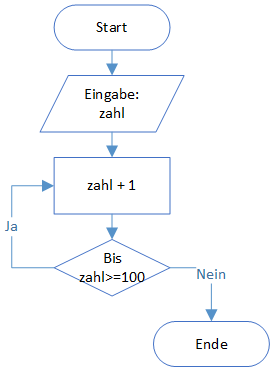 Start
Eingabe:
zahl
zahl + 1
Ja
Bis
zahl>=100
Nein
Ende